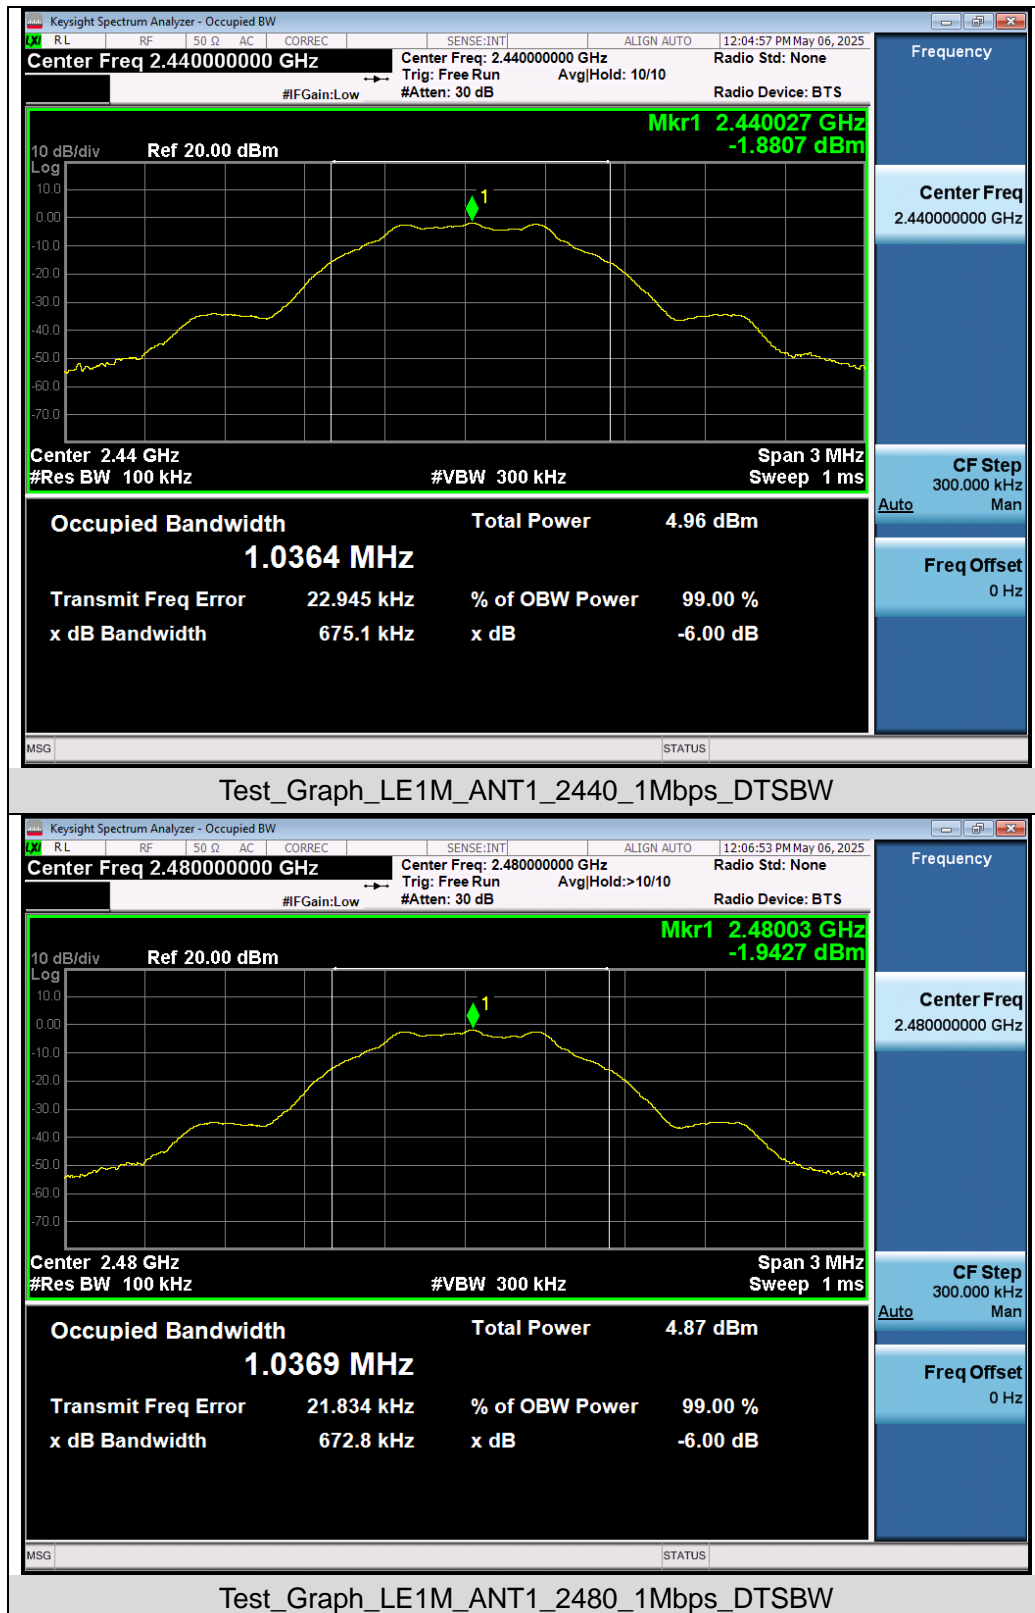 Keysight Spectrum Analyzer - Occupied BW
LXI RL RF 50 Ω AC CORREC SENSE:INT ALIGN AUTO 12:04:57 PM May 06, 2025
Center Freq 2.440000000 GHz Center Freq: 2.440000000 GHz Radio Std: None Frequency
Trig: Free Run Avg|Hold: 10/10
#IFGain:Low #Atten: 30 dB Radio Device: BTS
Mkr1 2.440027 GHz
10 dB/div Ref 20.00 dBm -1.8807 dBm
Log
10.0
0.00
-10.0
-20.0
-30.0
-40.0
-50.0
-60.0
-70.0
1
Center Freq
2.440000000 GHz
Center 2.44 GHz Span 3 MHz
#Res BW 100 kHz #VBW 300 kHz Sweep 1 ms
CF Step
300.000 kHz
Auto Man
Occupied Bandwidth Total Power 4.96 dBm
1.0364 MHz
Freq Offset
0 Hz
Transmit Freq Error 22.945 kHz % of OBW Power 99.00 %
x dB Bandwidth 675.1 kHz x dB -6.00 dB
MSG STATUS
Test_Graph_LE1M_ANT1_2440_1Mbps_DTSBW
Keysight Spectrum Analyzer - Occupied BW
LXI RL RF 50 Ω AC CORREC SENSE:INT ALIGN AUTO 12:06:53 PM May 06, 2025
Center Freq 2.480000000 GHz Center Freq: 2.480000000 GHz Radio Std: None Frequency
Trig: Free Run Avg|Hold:>10/10
#IFGain:Low #Atten: 30 dB Radio Device: BTS
Mkr1 2.48003 GHz
10 dB/div Ref 20.00 dBm -1.9427 dBm
Log
10.0
0.00
-10.0
-20.0
-30.0
-40.0
-50.0
-60.0
-70.0
1
Center Freq
2.480000000 GHz
Center 2.48 GHz Span 3 MHz
#Res BW 100 kHz #VBW 300 kHz Sweep 1 ms
CF Step
300.000 kHz
Auto Man
Occupied Bandwidth Total Power 4.87 dBm
1.0369 MHz
Freq Offset
0 Hz
Transmit Freq Error 21.834 kHz % of OBW Power 99.00 %
x dB Bandwidth 672.8 kHz x dB -6.00 dB
MSG STATUS
Test_Graph_LE1M_ANT1_2480_1Mbps_DTSBW